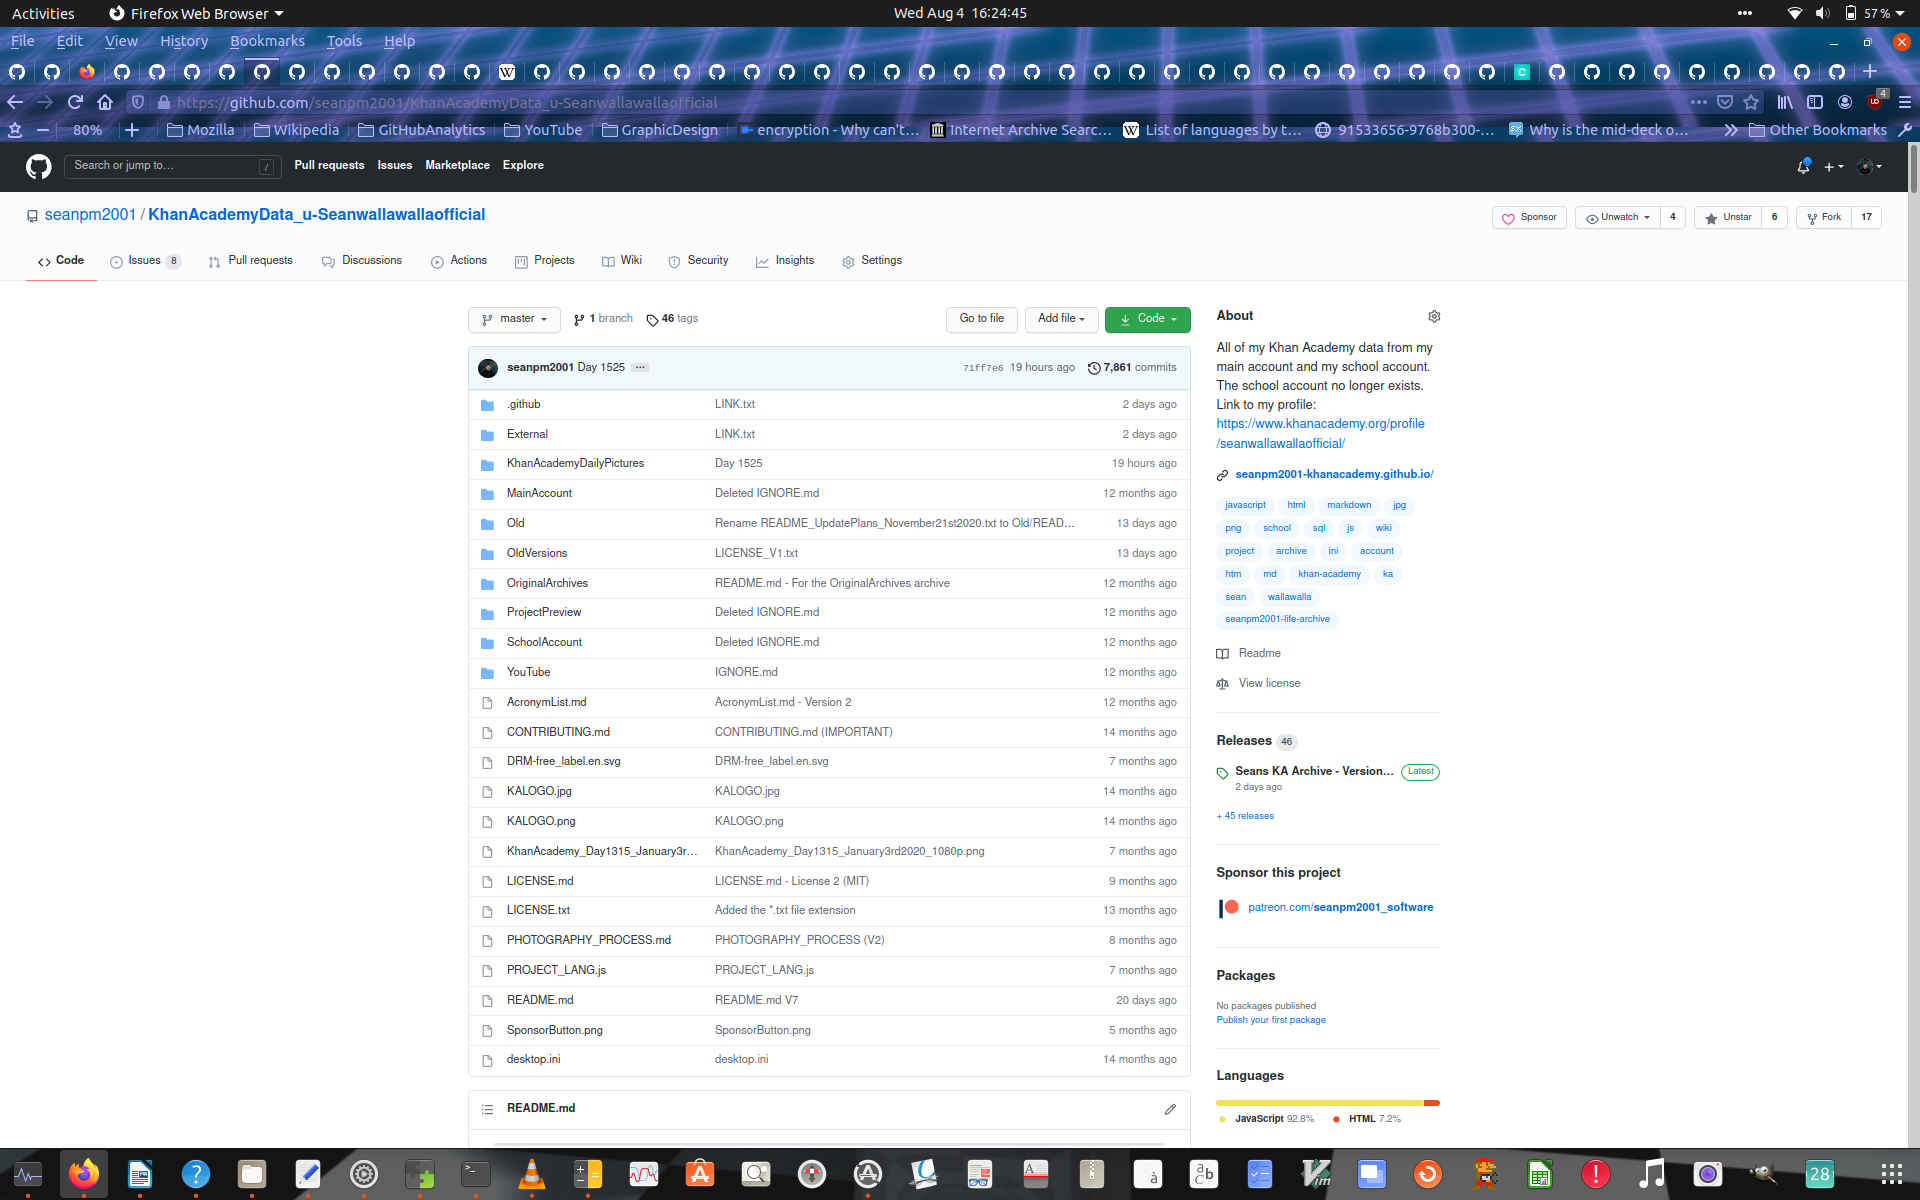 Activities Firefox Web Browser Wed Aug 4 16:24:45 57 %
File Edit View History Bookmarks Tools Help
https://github.com/seanpm2001/KhanAcademyData_u-Seanwallawallaofficial 4
80% Mozilla Wikipedia GitHubAnalytics YouTube GraphicDesign encryption - Why can't... Internet Archive Searc... List of languages by t... 91533656-9768b300-... Why is the mid-deck o... Other Bookmarks
Search or jump to... / Pull requests Issues Marketplace Explore
seanpm2001 / KhanAcademyData_u-Seanwallawallaofficial Sponsor Unwatch 4 Unstar 6 Fork 17
Code Issues 8 Pull requests Discussions Actions Projects Wiki Security Insights Settings
master 1 branch 46 tags Go to file Add file Code
seanpm2001 Day 1525 ... 71ff7e6 19 hours ago 7,861 commits
.github LINK.txt 2 days ago
External LINK.txt 2 days ago
KhanAcademyDailyPictures Day 1525 19 hours ago
MainAccount Deleted IGNORE.md 12 months ago
Old Rename README_UpdatePlans_November21st2020.txt to Old/READ... 13 days ago
OldVersions LICENSE_V1.txt 13 days ago
OriginalArchives README.md - For the OriginalArchives archive 12 months ago
ProjectPreview Deleted IGNORE.md 12 months ago
SchoolAccount Deleted IGNORE.md 12 months ago
YouTube IGNORE.md 12 months ago
AcronymList.md AcronymList.md - Version 2 12 months ago
CONTRIBUTING.md CONTRIBUTING.md (IMPORTANT) 14 months ago
DRM-free_label.en.svg DRM-free_label.en.svg 7 months ago
KALOGO.jpg KALOGO.jpg 14 months ago
KALOGO.png KALOGO.png 14 months ago
KhanAcademy_Day1315_January3r... KhanAcademy_Day1315_January3rd2020_1080p.png 7 months ago
LICENSE.md LICENSE.md - License 2 (MIT) 9 months ago
LICENSE.txt Added the *.txt file extension 13 months ago
PHOTOGRAPHY_PROCESS.md PHOTOGRAPHY_PROCESS (V2) 8 months ago
PROJECT_LANG.js PROJECT_LANG.js 7 months ago
README.md README.md V7 20 days ago
SponsorButton.png SponsorButton.png 5 months ago
desktop.ini desktop.ini 14 months ago
README.md
About
All of my Khan Academy data from my
main account and my school account.
The school account no longer exists.
Link to my profile:
https://www.khanacademy.org/profile
/seanwallawallaofficial/
seanpm2001-khanacademy.github.io/
javascript html markdown jpg
png school sql js wiki
project archive ini account
htm md khan-academy ka
sean wallawalla
seanpm2001-life-archive
Readme
View license
Releases 46
Seans KA Archive - Version... Latest
2 days ago
+ 45 releases
Sponsor this project
patreon.com/seanpm2001_software
Packages
No packages published
Publish your first package
Languages
JavaScript 92.8% HTML 7.2%
28